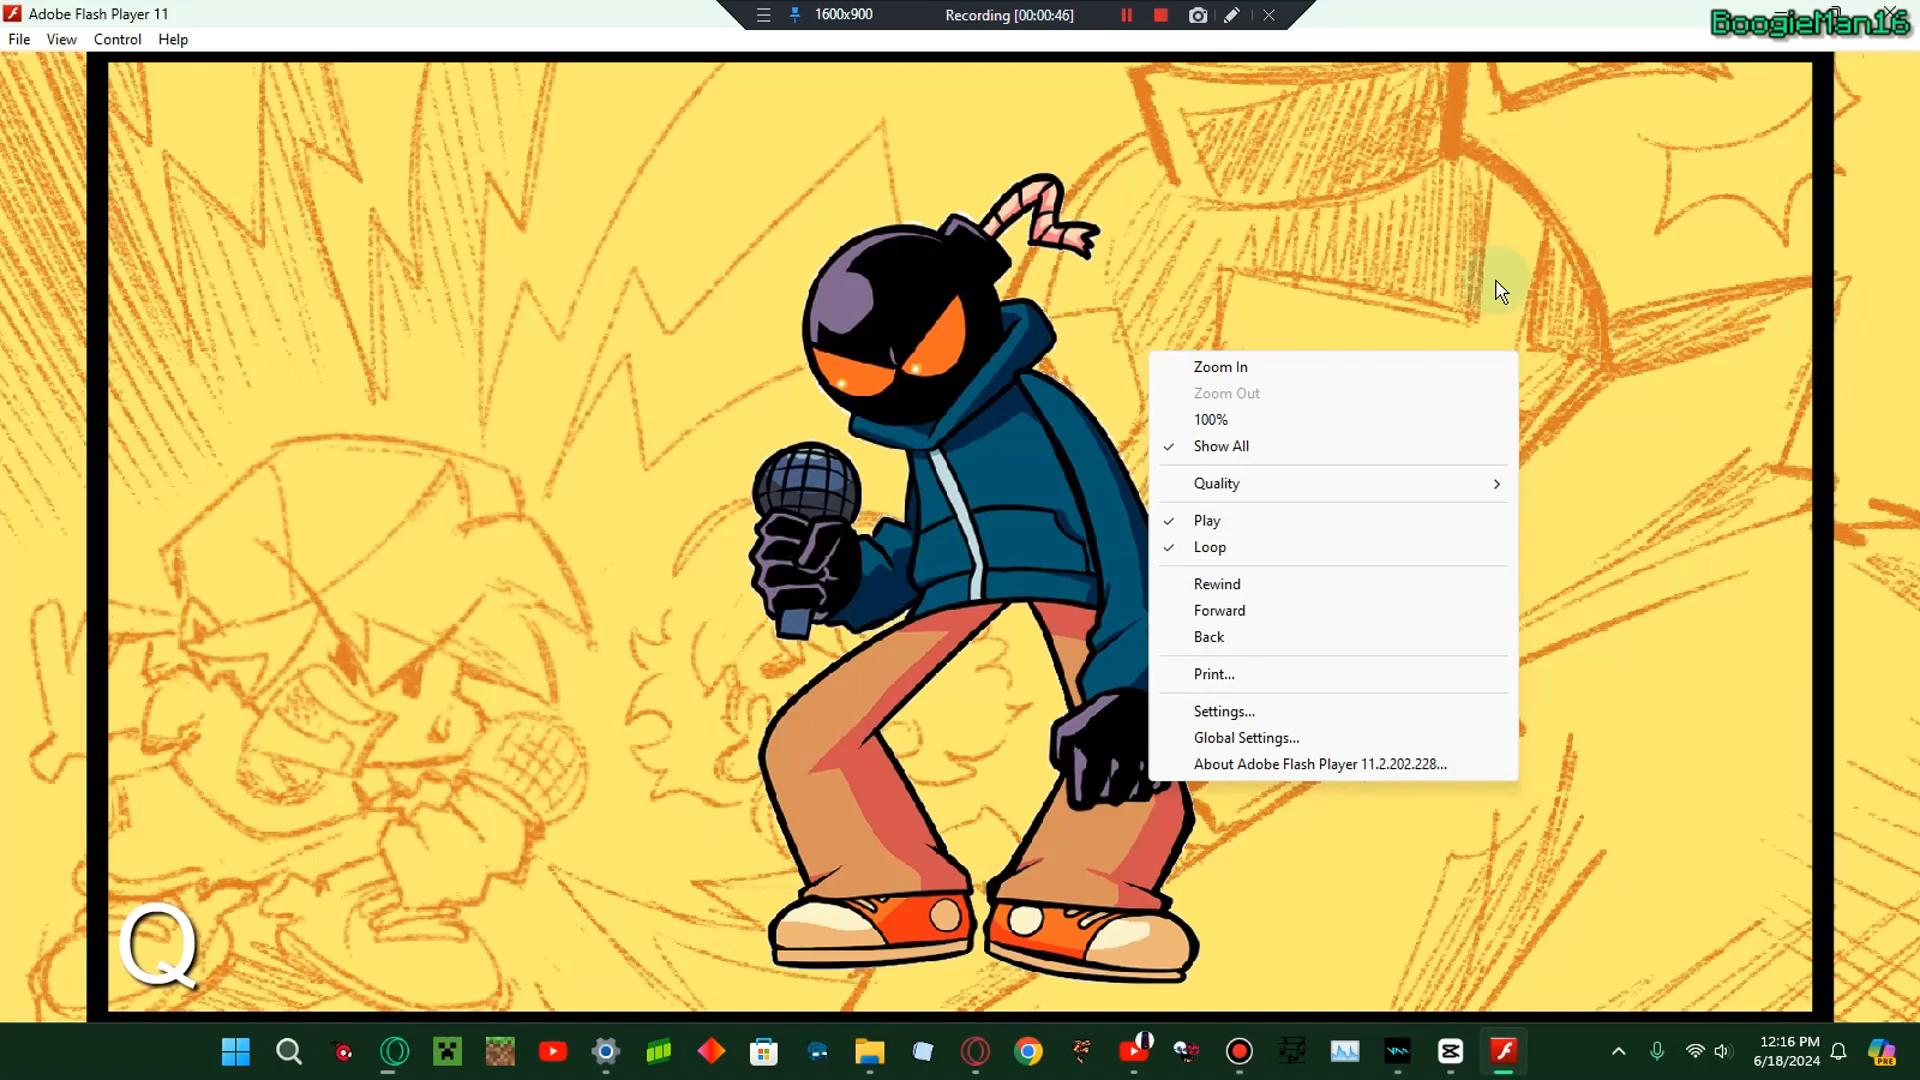 Adobe Flash Player 11
1600x900
Recording [00:00:46]
BoogieMan16
File View Control Help
Zoom In
Zoom Out
100%
Show All
Quality
Play
Loop
Rewind
Forward
Back
Print...
Settings...
Global Settings...
About Adobe Flash Player 11.2.202.228...
Q
12:16 PM
6/18/2024
PRE